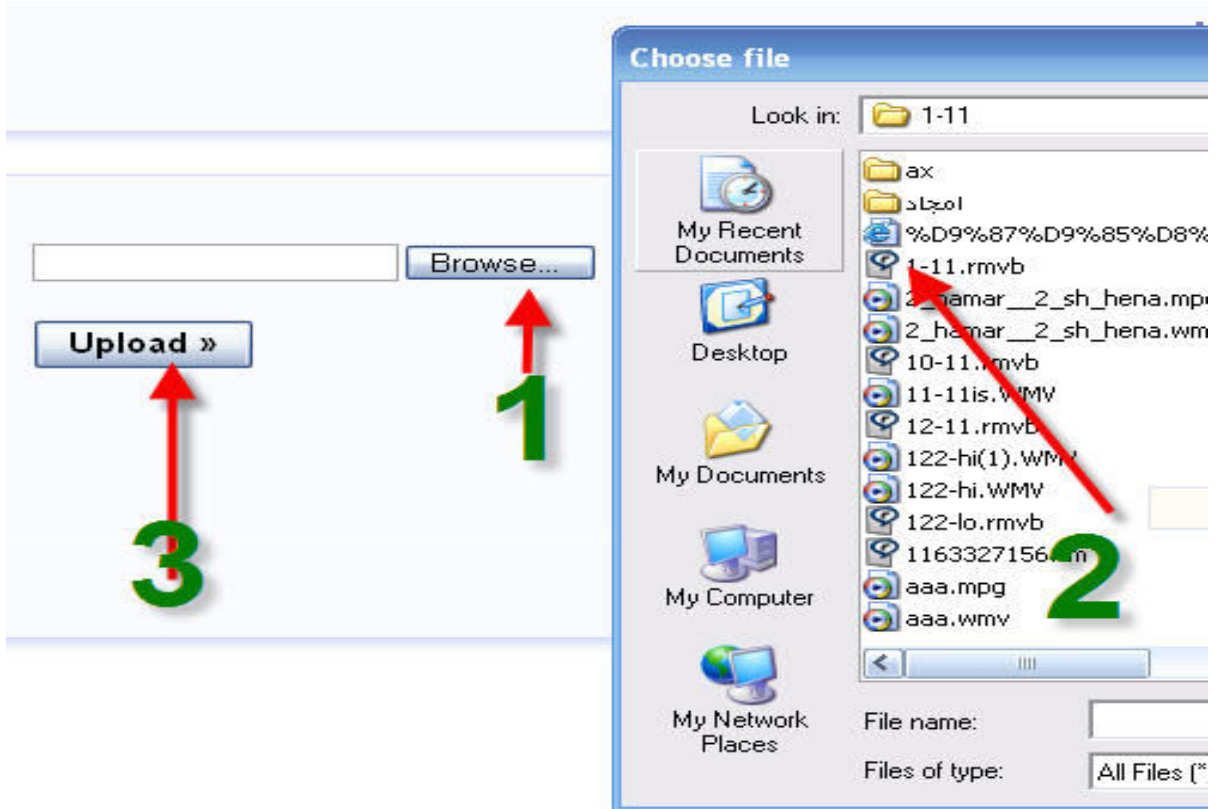 Choose file
Look in:
1-11
My Recent
Documents
Desktop
My Documents
My Computer
My Network
Places
ax
امجاد
%D9%87%D9%85%D8%
1-11.rmvb
2_hamar__2_sh_hena.mpe
2_hamar__2_sh_hena.wm
10-11.rmvb
11-11is.WMV
12-11.rmvb
122-hi(1).WMV
122-hi.WMV
122-lo.rmvb
1163327156.rm
aaa.mpg
aaa.wmv
File name:
Files of type:
All Files (*
Browse...
Upload »
1
2
3